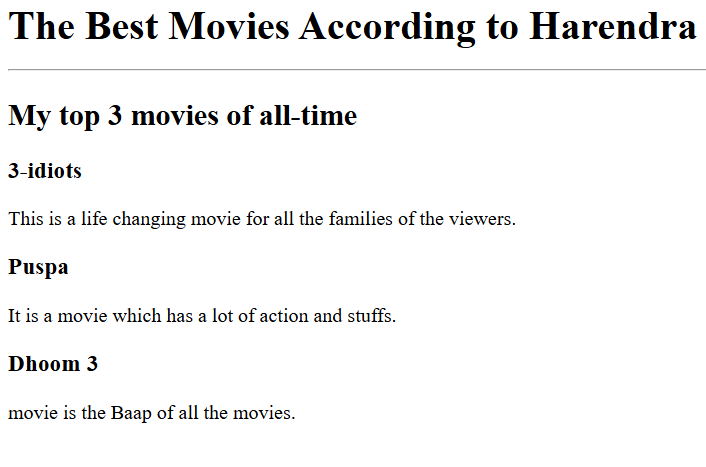 The Best Movies According to Harendra
My top 3 movies of all-time
3-idiots
This is a life changing movie for all the families of the viewers.
Puspa
It is a movie which has a lot of action and stuffs.
Dhoom 3
movie is the Baap of all the movies.